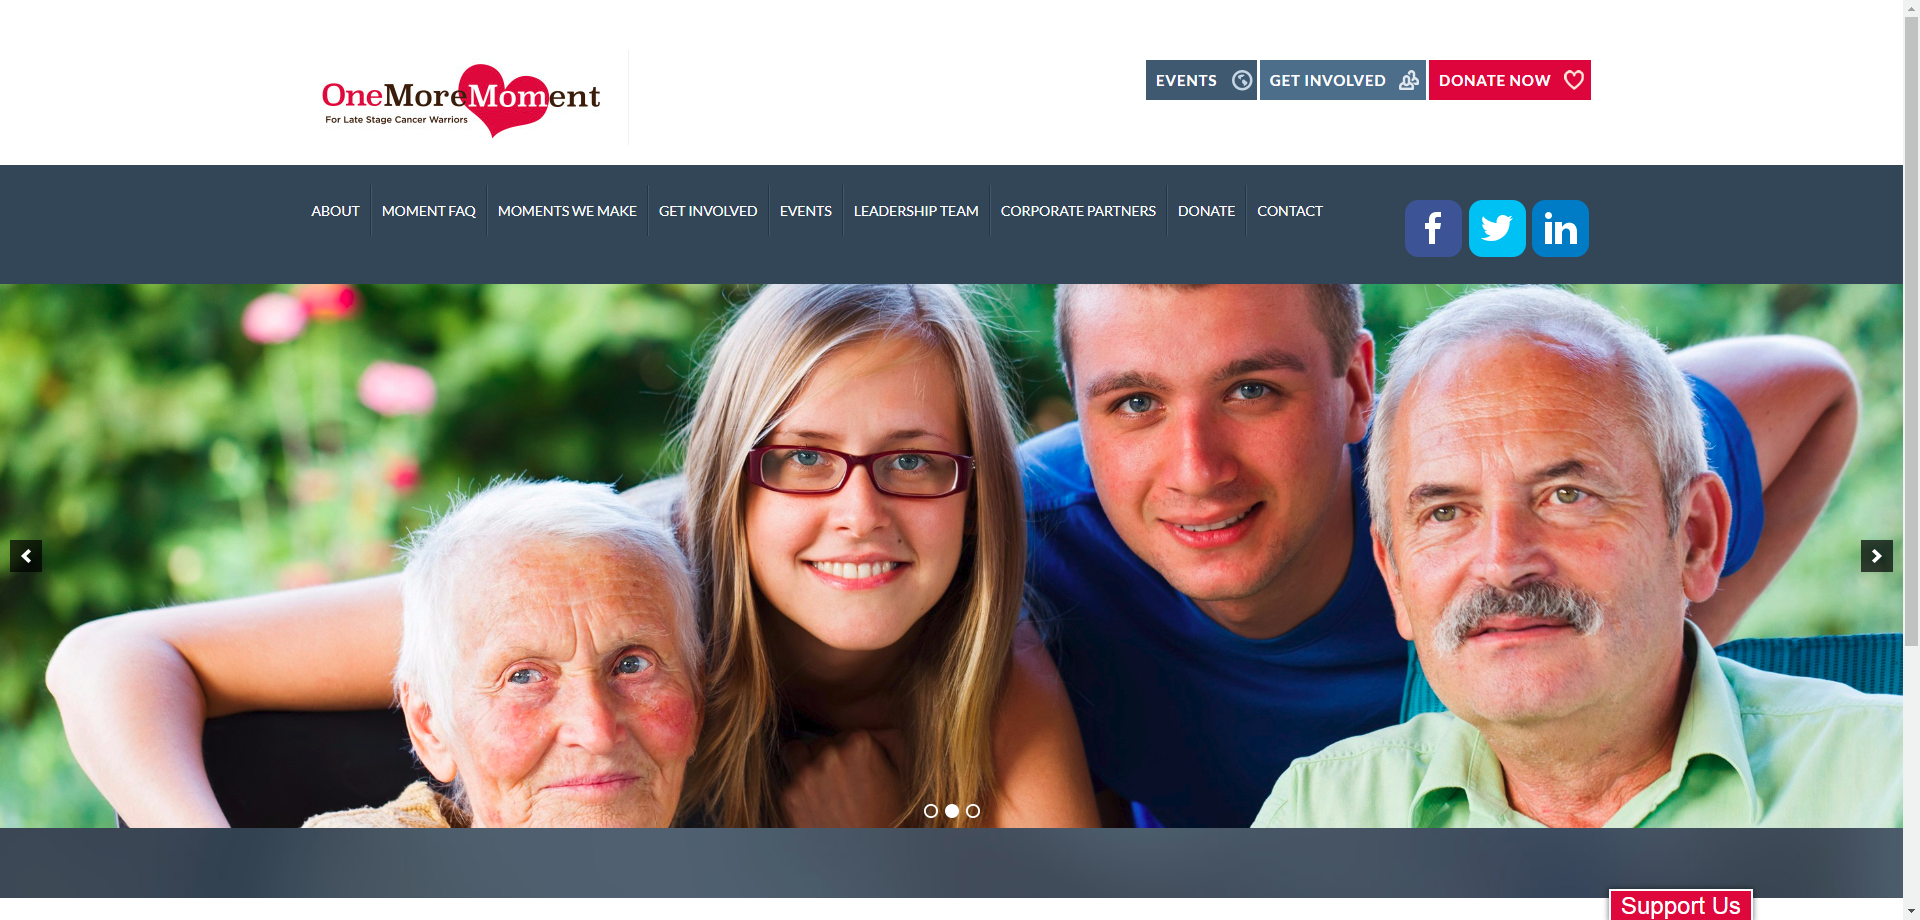 OneMoreMoment
For Late Stage Cancer Warriors
EVENTS
GET INVOLVED
DONATE NOW
ABOUT
MOMENT FAQ
MOMENTS WE MAKE
GET INVOLVED
EVENTS
LEADERSHIP TEAM
CORPORATE PARTNERS
DONATE
CONTACT
f
in
Support Us